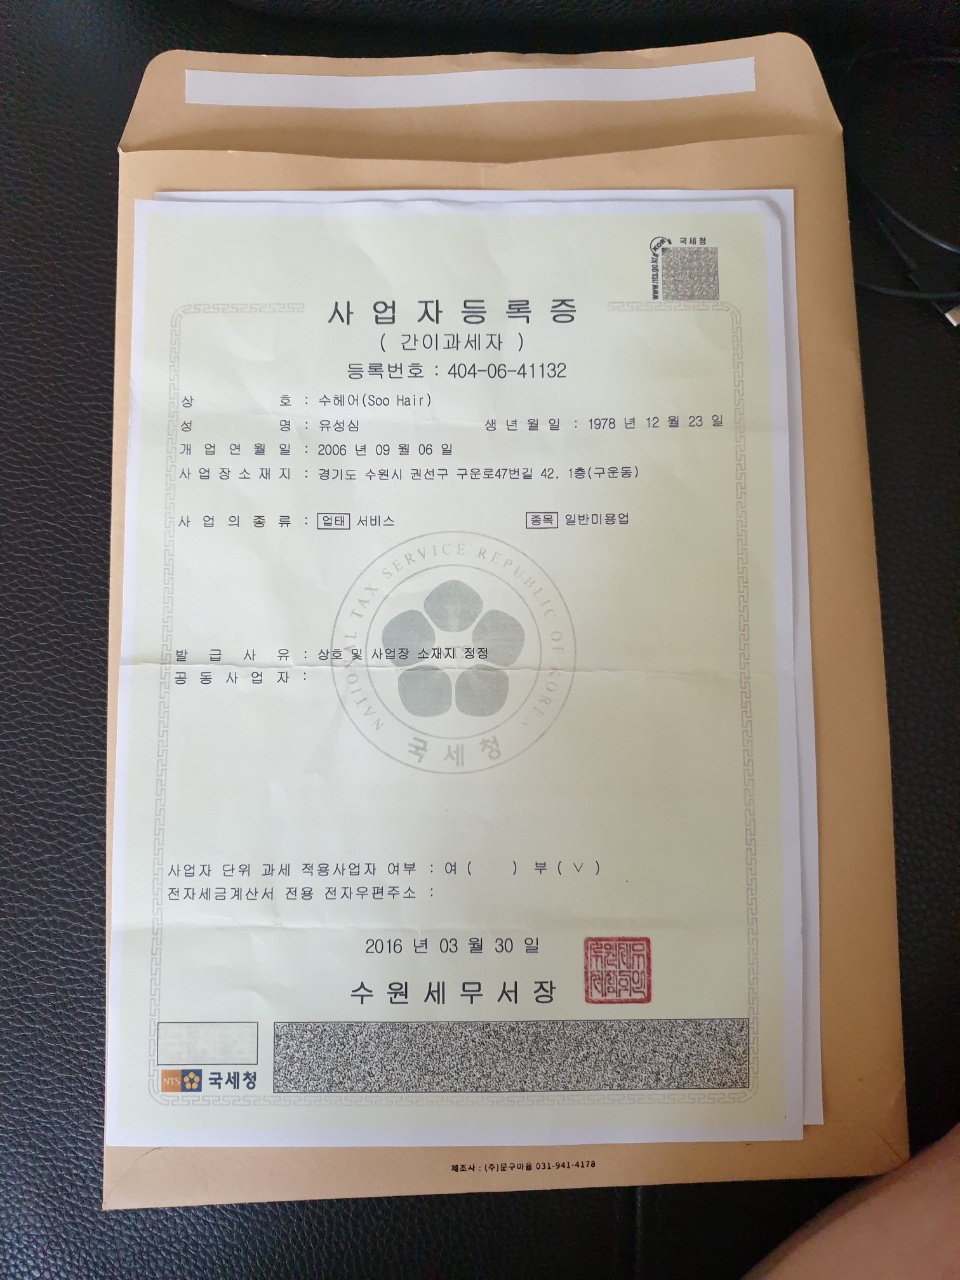 국세청
www.nts.go.kr
사업자등록증
( 간이과세자 )
등록번호 : 404-06-41132
상 호 : 수헤어(Soo Hair)
성 명 : 유성심 생년월일 : 1978 년 12 월 23 일
개업연월일 : 2006 년 09 월 06 일
사업장소재지 : 경기도 수원시 권선구 구운로47번길 42, 1층(구운동)
사업의종류 : 업태 서비스 종목 일반미용업
NATIONAL TAX SERVICE REPUBLIC OF KOREA
발급사유 : 상호 및 사업장 소재지 정정
공동사업자 :
국세청
사업자 단위 과세 적용사업자 여부 : 여 ( ) 부 ( ∨ )
전자세금계산서 전용 전자우편주소 :
2016 년 03 월 30 일
수원세무서장
NTS 국세청
제조사 : (주)문구마을 031-941-4178